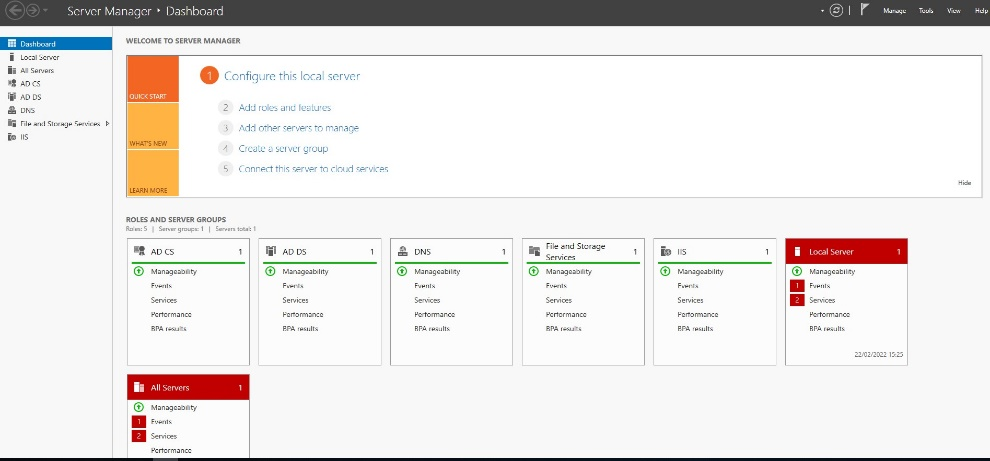 Server Manager • Dashboard
Manage Tools View Help
Dashboard
Local Server
All Servers
AD CS
AD DS
DNS
File and Storage Services
IIS
WELCOME TO SERVER MANAGER
QUICK START
WHAT'S NEW
LEARN MORE
1 Configure this local server
2 Add roles and features
3 Add other servers to manage
4 Create a server group
5 Connect this server to cloud services
Hide
ROLES AND SERVER GROUPS
Roles: 5 | Server groups: 1 | Servers total: 1
AD CS 1
Manageability
Events
Services
Performance
BPA results
AD DS 1
Manageability
Events
Services
Performance
BPA results
DNS 1
Manageability
Events
Services
Performance
BPA results
File and Storage
Services 1
Manageability
Events
Services
Performance
BPA results
IIS 1
Manageability
Events
Services
Performance
BPA results
Local Server 1
Manageability
1 Events
2 Services
Performance
BPA results
22/02/2022 15:25
All Servers 1
Manageability
1 Events
2 Services
Performance